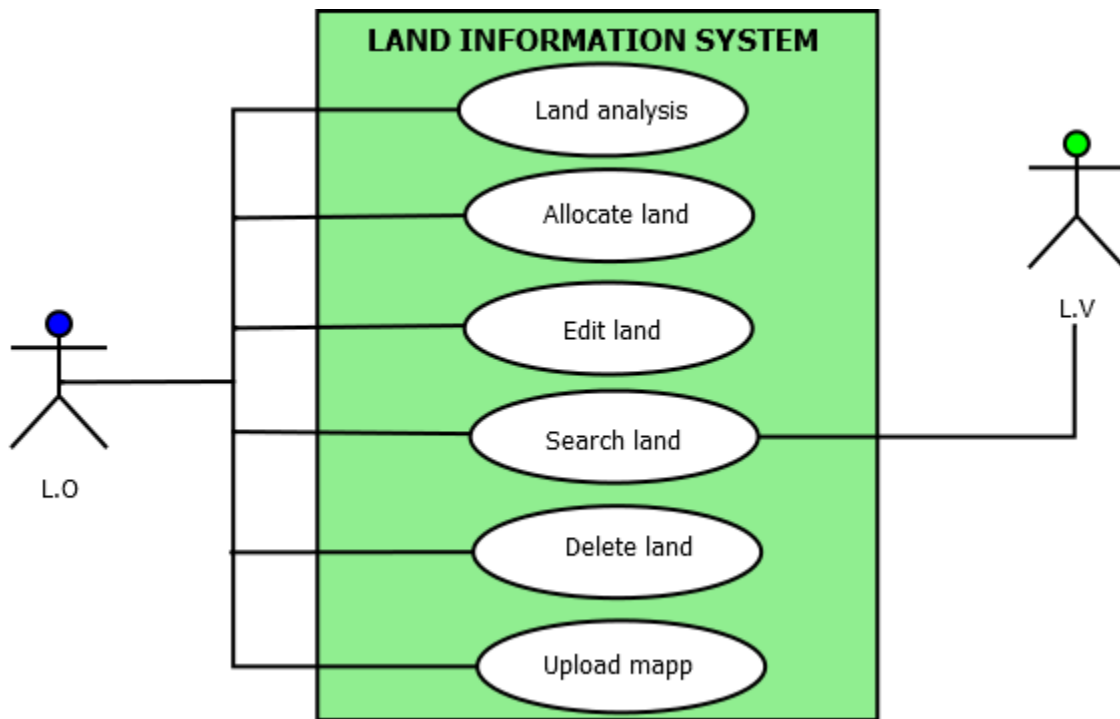 LAND INFORMATION SYSTEM
Land analysis
Allocate land
Edit land
Search land
Delete land
Upload mapp
L.O
L.V